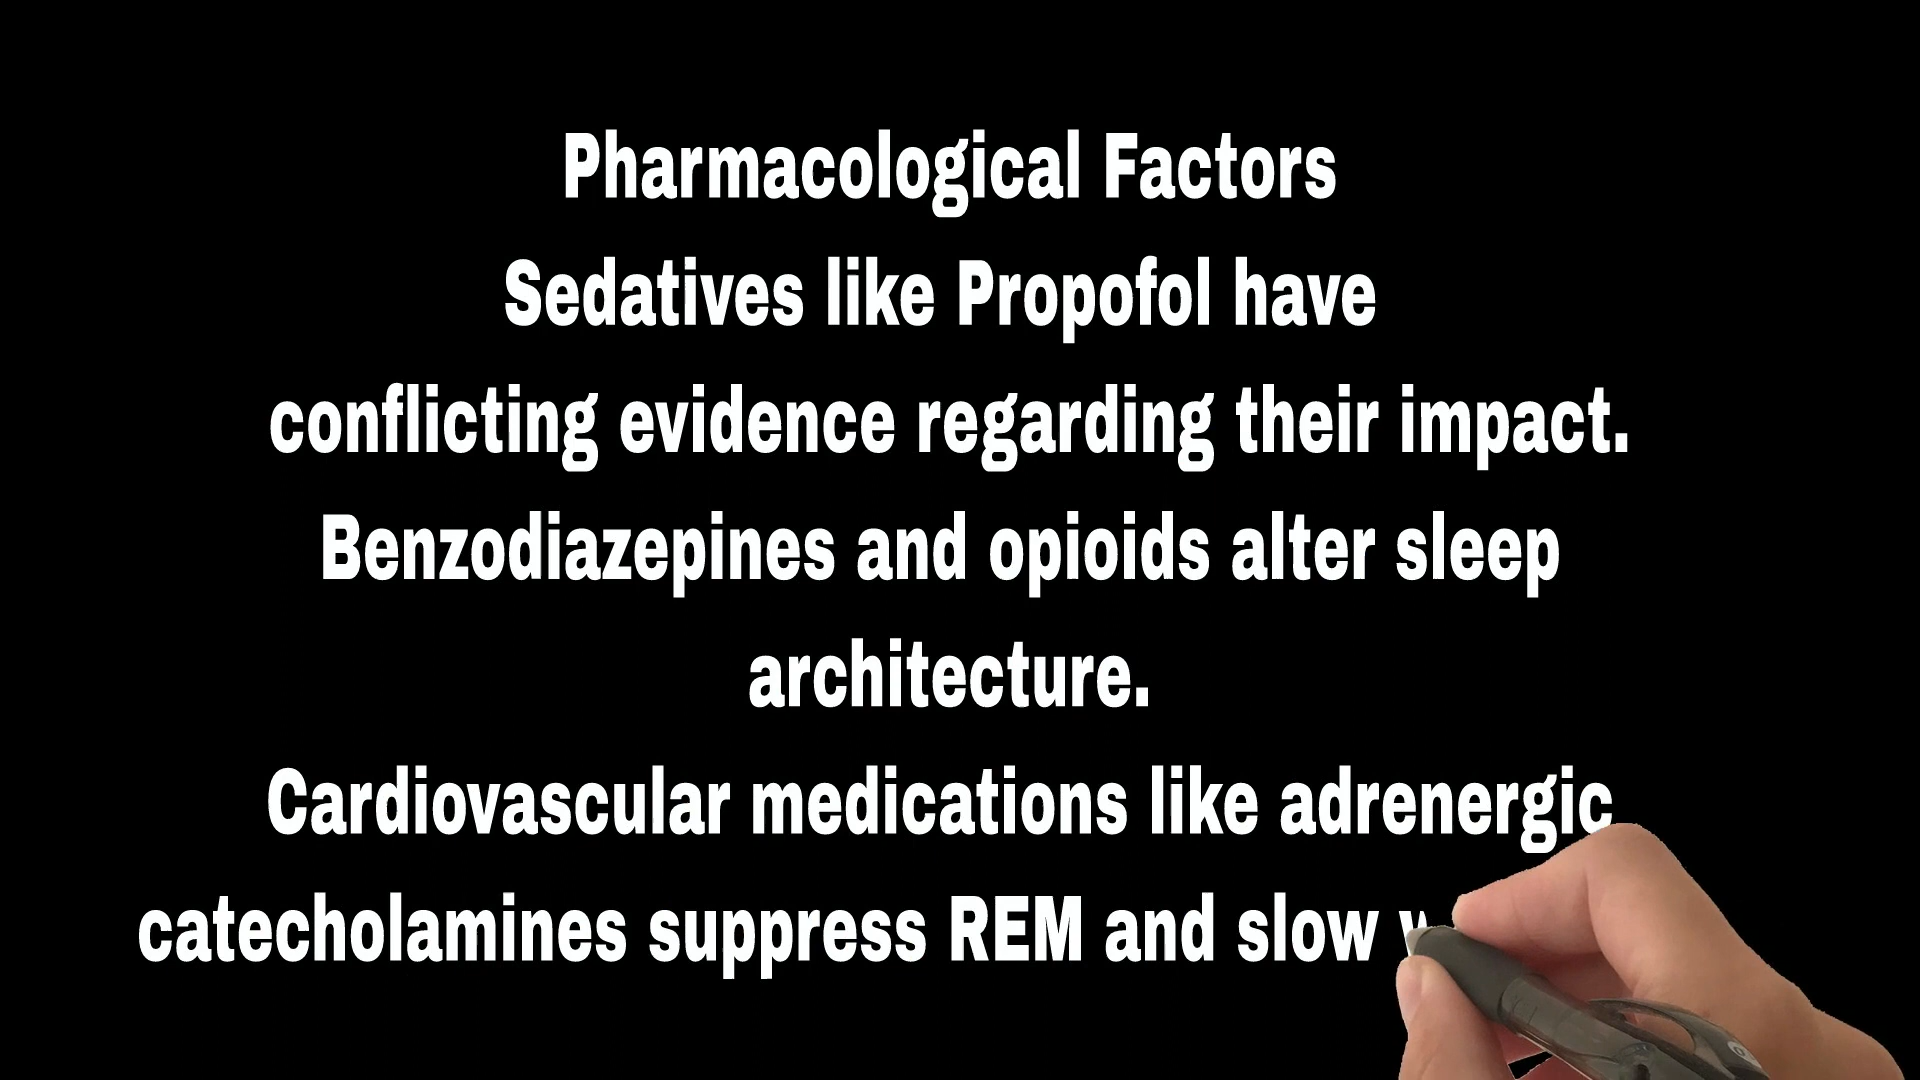 Pharmacological Factors
Sedatives like Propofol have
conflicting evidence regarding their impact.
Benzodiazepines and opioids alter sleep
architecture.
Cardiovascular medications like adrenergic
catecholamines suppress REM and slow